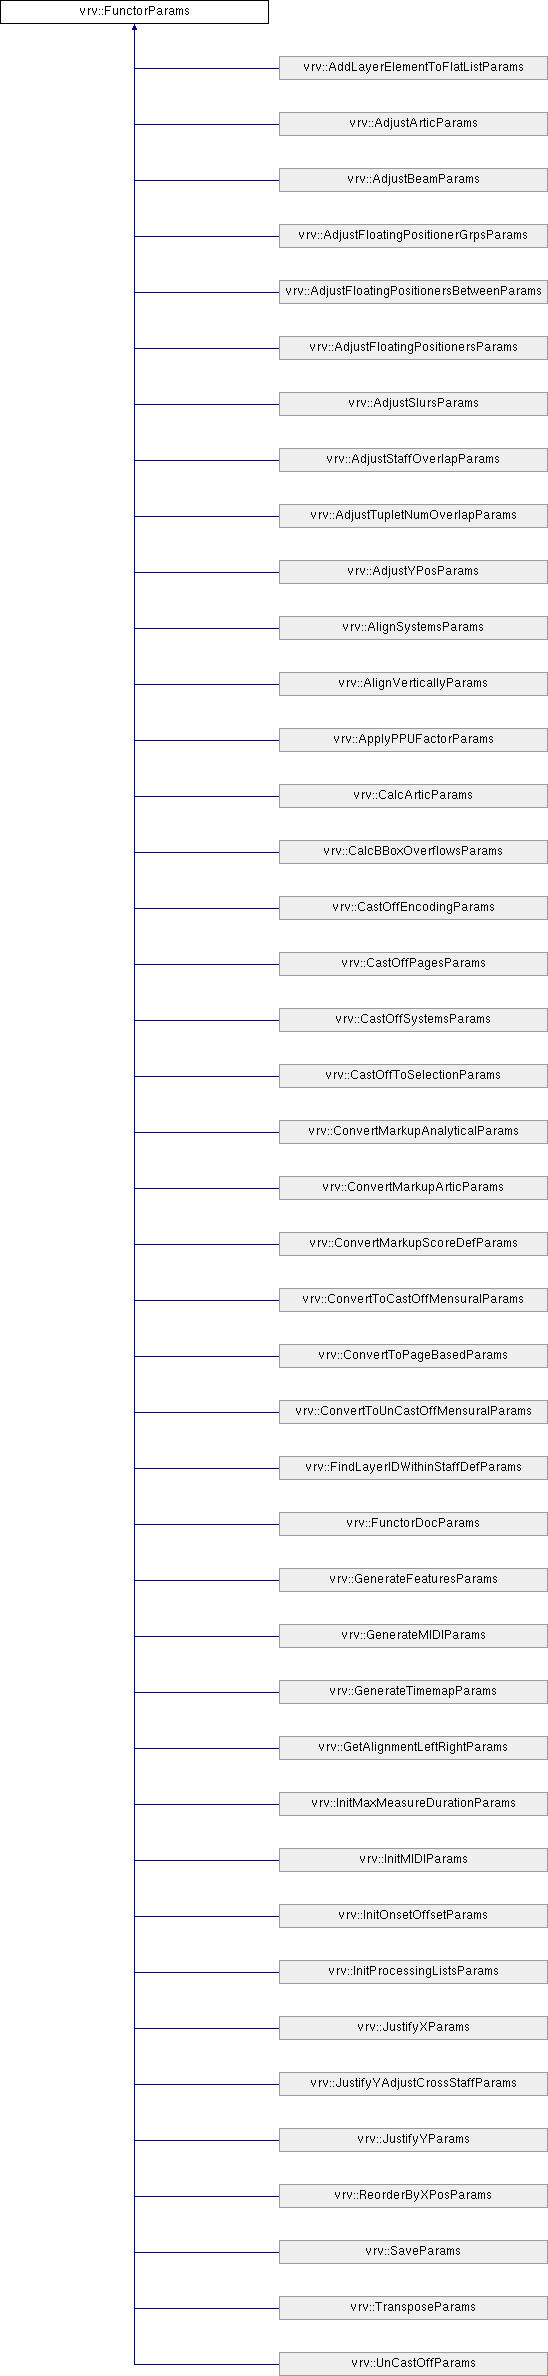 vrv::FunctorParams
vrv::AddLayerElementToFlatListParams
vrv::AdjustArticParams
vrv::AdjustBeamParams
vrv::AdjustFloatingPositionerGrpsParams
vrv::AdjustFloatingPositionersBetweenParams
vrv::AdjustFloatingPositionersParams
vrv::AdjustSlursParams
vrv::AdjustStaffOverlapParams
vrv::AdjustTupletNumOverlapParams
vrv::AdjustYPosParams
vrv::AlignSystemsParams
vrv::AlignVerticallyParams
vrv::ApplyPPUFactorParams
vrv::CalcArticParams
vrv::CalcBBoxOverflowsParams
vrv::CastOffEncodingParams
vrv::CastOffPagesParams
vrv::CastOffSystemsParams
vrv::CastOffToSelectionParams
vrv::ConvertMarkupAnalyticalParams
vrv::ConvertMarkupArticParams
vrv::ConvertMarkupScoreDefParams
vrv::ConvertToCastOffMensuralParams
vrv::ConvertToPageBasedParams
vrv::ConvertToUnCastOffMensuralParams
vrv::FindLayerIDWithinStaffDefParams
vrv::FunctorDocParams
vrv::GenerateFeaturesParams
vrv::GenerateMIDIParams
vrv::GenerateTimemapParams
vrv::GetAlignmentLeftRightParams
vrv::InitMaxMeasureDurationParams
vrv::InitMIDIParams
vrv::InitOnsetOffsetParams
vrv::InitProcessingListsParams
vrv::JustifyXParams
vrv::JustifyYAdjustCrossStaffParams
vrv::JustifyYParams
vrv::ReorderByXPosParams
vrv::SaveParams
vrv::TransposeParams
vrv::UnCastOffParams